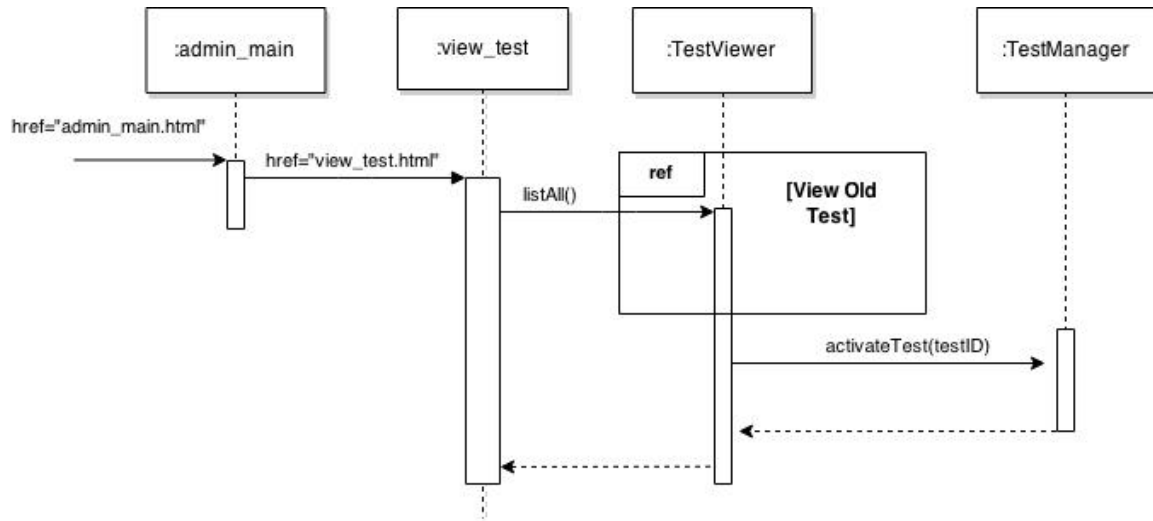 :admin_main
:view_test
:TestViewer
:TestManager
href="admin_main.html"
href="view_test.html"
ref
[View Old
Test]
listAll()
activateTest(testID)